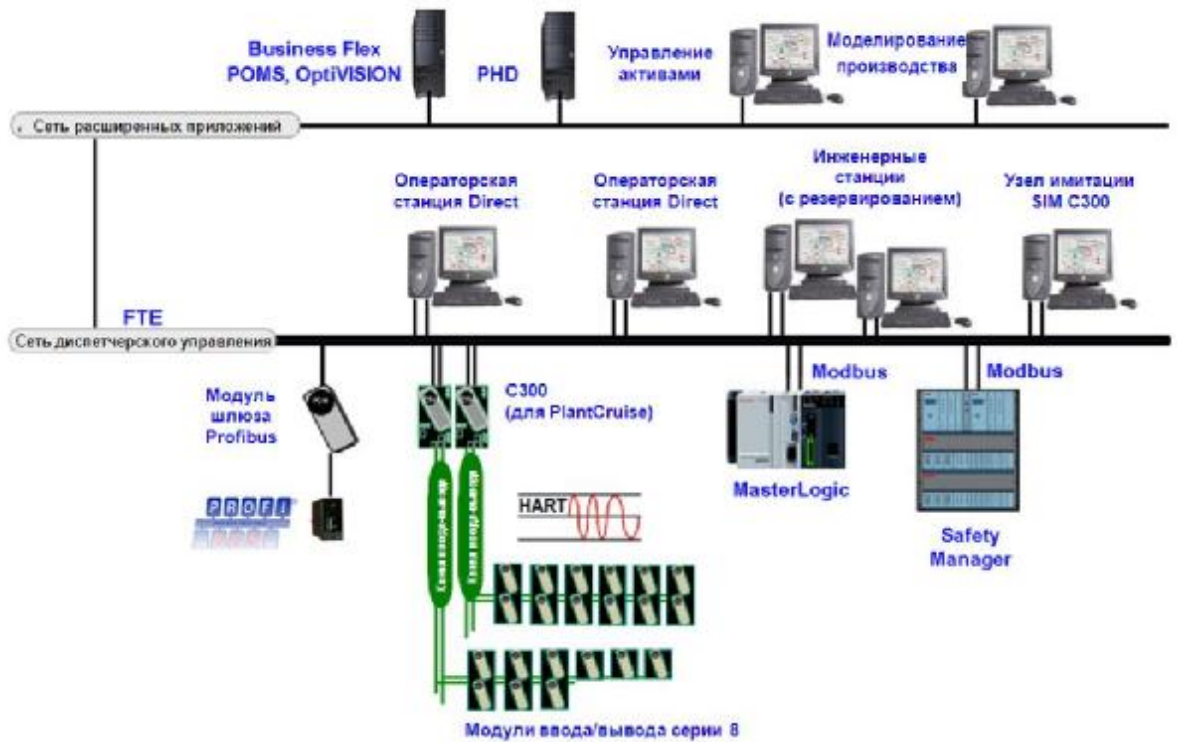 Business Flex
POMS, OptiVISION
PHD
Управление
активами
Моделирование
производства
. Сеть расширенных приложений
Операторская
станция Direct
Операторская
станция Direct
Инженерные
станции
(с резервированием)
Узел имитации
SIM C300
FTE
Сеть диспетчерского управления
Модуль
шлюза
Profibus
C300
(для PlantCruise)
Modbus
Modbus
PROFI
BUS
HART
MasterLogic
Safety
Manager
Модули ввода/вывода серии 8